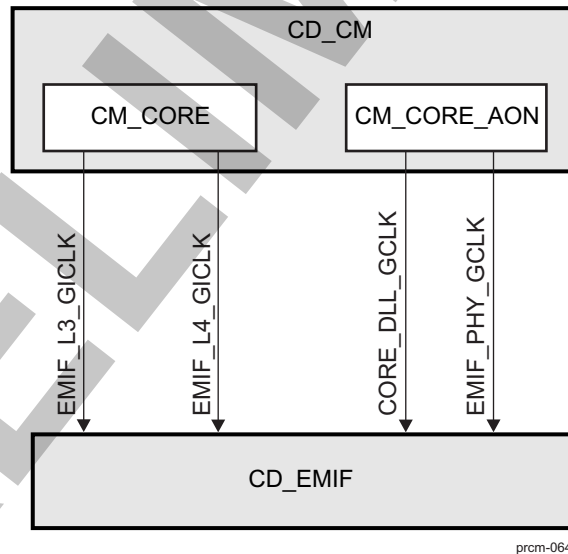 CD_CM
CM_CORE
CM_CORE_AON
EMIF_L3_GICLK
EMIF_L4_GICLK
CORE_DLL_GCLK
EMIF_PHY_GCLK
CD_EMIF
prcm-064